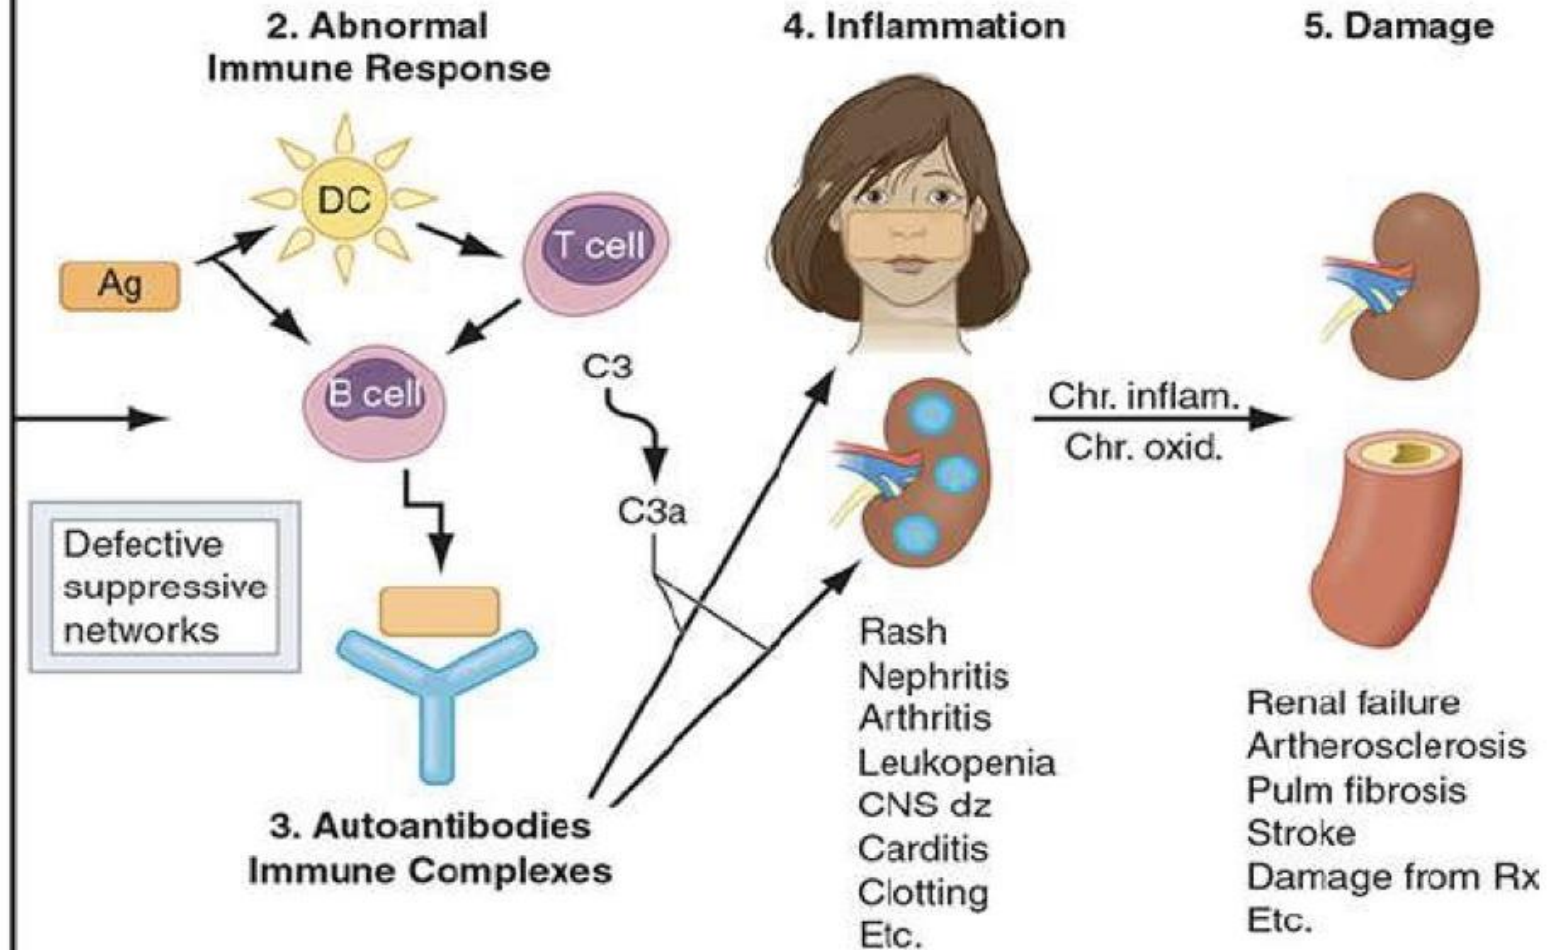 2. Abnormal
Immune Response
DC
T cell
Ag
B cell
Defective
suppressive
networks
C3
C3a
3. Autoantibodies
Immune Complexes
4. Inflammation
Rash
Nephritis
Arthritis
Leukopenia
CNS dz
Carditis
Clotting
Etc.
Chr. inflam.
Chr. oxid.
5. Damage
Renal failure
Artherosclerosis
Pulm fibrosis
Stroke
Damage from Rx
Etc.